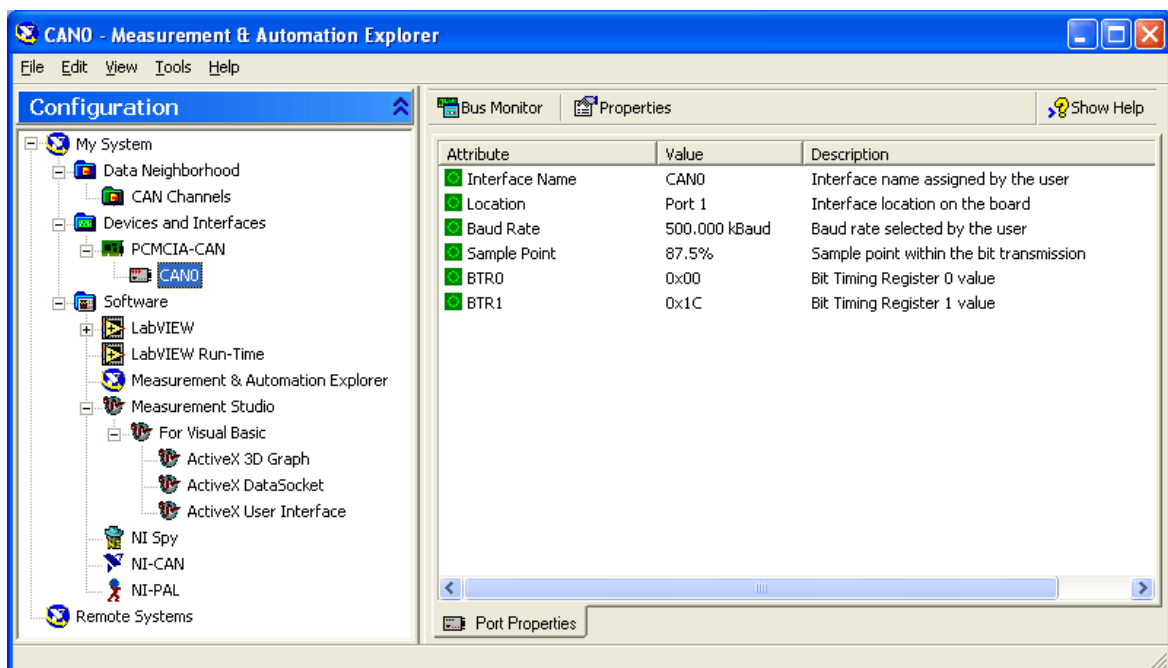 CAN0 - Measurement & Automation Explorer
File Edit View Tools Help
Configuration
My System
Data Neighborhood
CAN Channels
Devices and Interfaces
PCMCIA-CAN
CAN0
Software
LabVIEW
LabVIEW Run-Time
Measurement & Automation Explorer
Measurement Studio
For Visual Basic
ActiveX 3D Graph
ActiveX DataSocket
ActiveX User Interface
NI Spy
NI-CAN
NI-PAL
Remote Systems
Bus Monitor Properties Show Help
Attribute Value Description
Interface Name CAN0 Interface name assigned by the user
Location Port 1 Interface location on the board
Baud Rate 500.000 kBaud Baud rate selected by the user
Sample Point 87.5% Sample point within the bit transmission
BTR0 0x00 Bit Timing Register 0 value
BTR1 0x1C Bit Timing Register 1 value
Port Properties